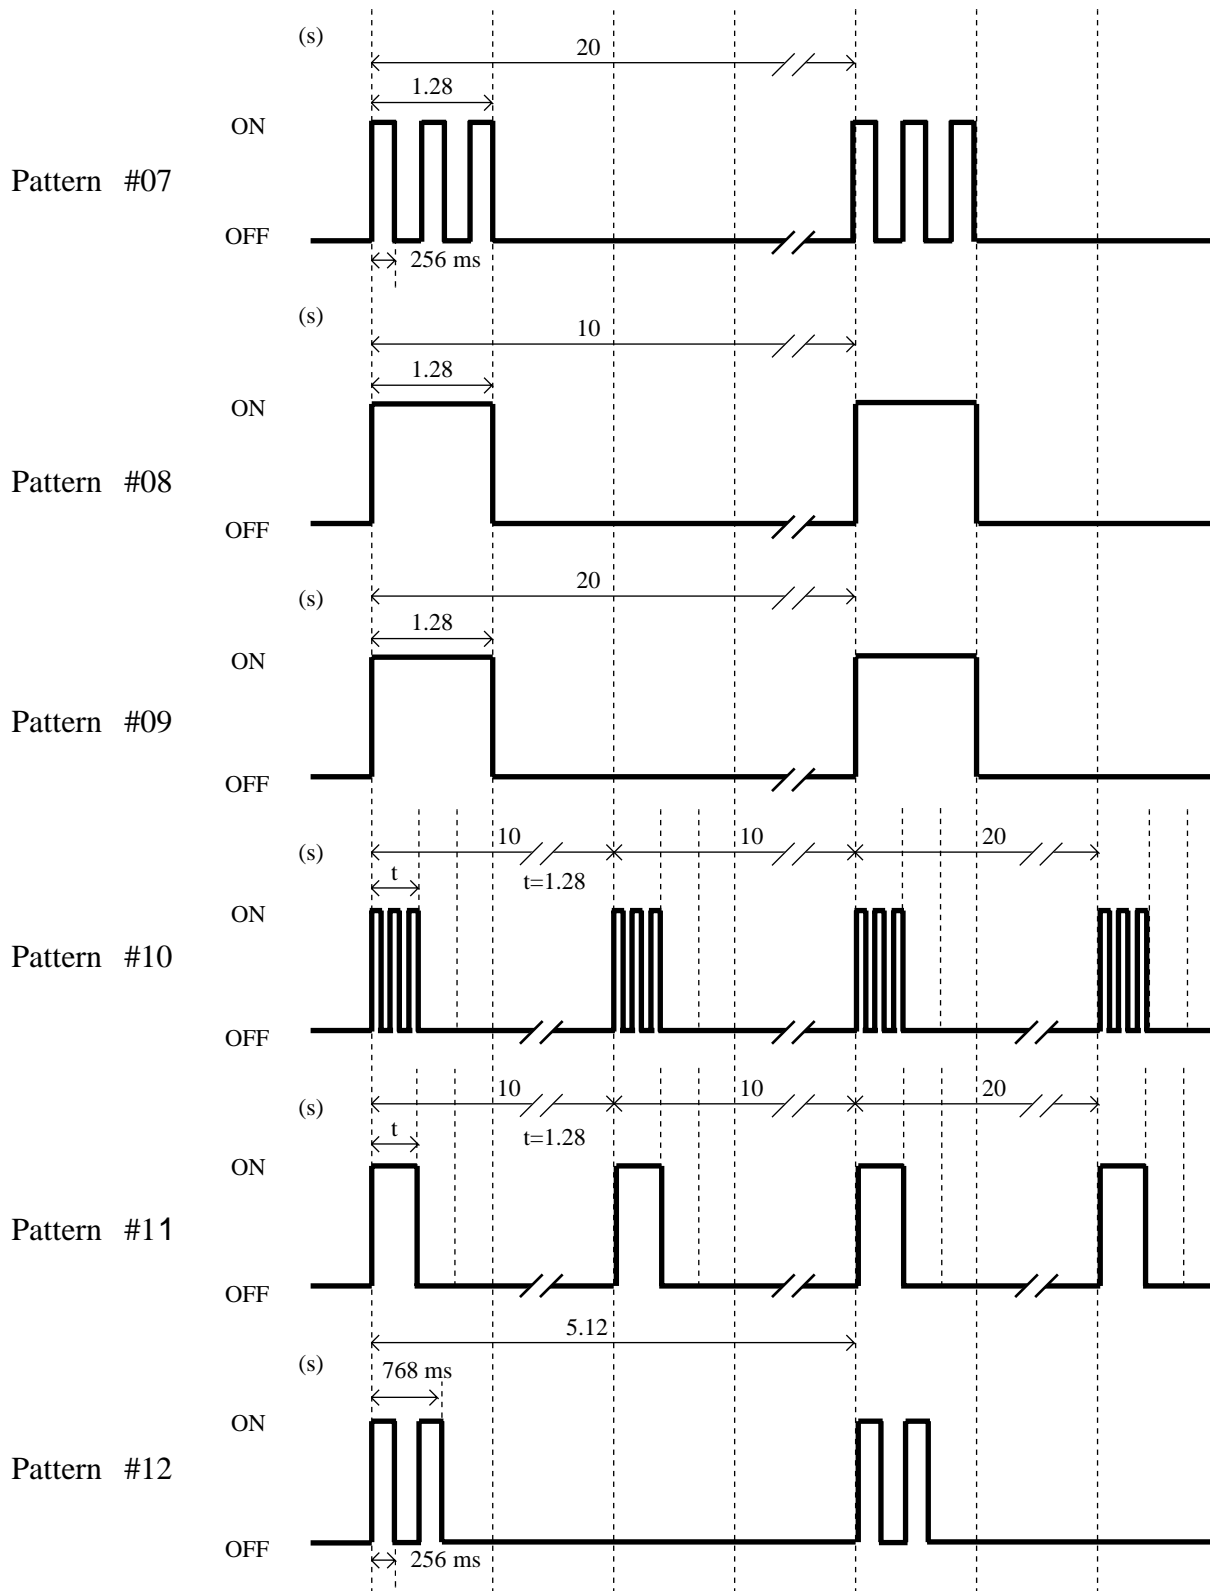 (s)
20
1.28
ON
Pattern #07
OFF
256 ms
(s)
10
1.28
ON
Pattern #08
OFF
20
(s)
1.28
ON
Pattern #09
OFF
10 10 20
(s)
t t=1.28
ON
Pattern #10
OFF
10 10 20
(s)
t t=1.28
ON
Pattern #11
OFF
5.12
(s)
768 ms
ON
Pattern #12
OFF
256 ms